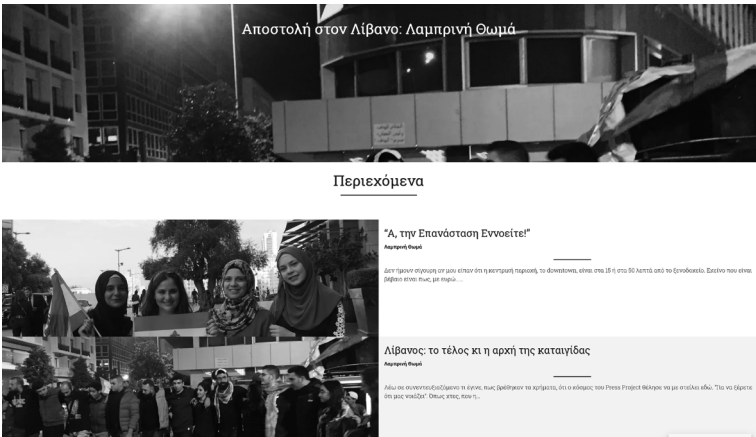 Αποστολή στον Λίβανο: Λαμπρινή Θωμά
Περιεχόμενα
“Α, την Επανάσταση Εννοείτε!”
Λαμπρινή Θωμά
Δεν ήμουν σίγουρη αν μου είπαν ότι η κεντρική περιοχή, το downtown, είναι στα 15 ή στα 50 λεπτά από το ξενοδοχείο. Εκείνο που είναι
βέβαιο είναι πως, με ευρώ. ...
Λίβανος: το τέλος κι η αρχή της καταιγίδας
Λαμπρινή Θωμά
Λέω σε συνεντευξιαζόμενο τι έγινε, πως βρέθηκαν τα χρήματα, ότι ο κόσμος του Press Project θέλησε να με στείλει εδώ. "Για να ξέρετε
ότι μας νοιάζει". Όπως χτες, που η...